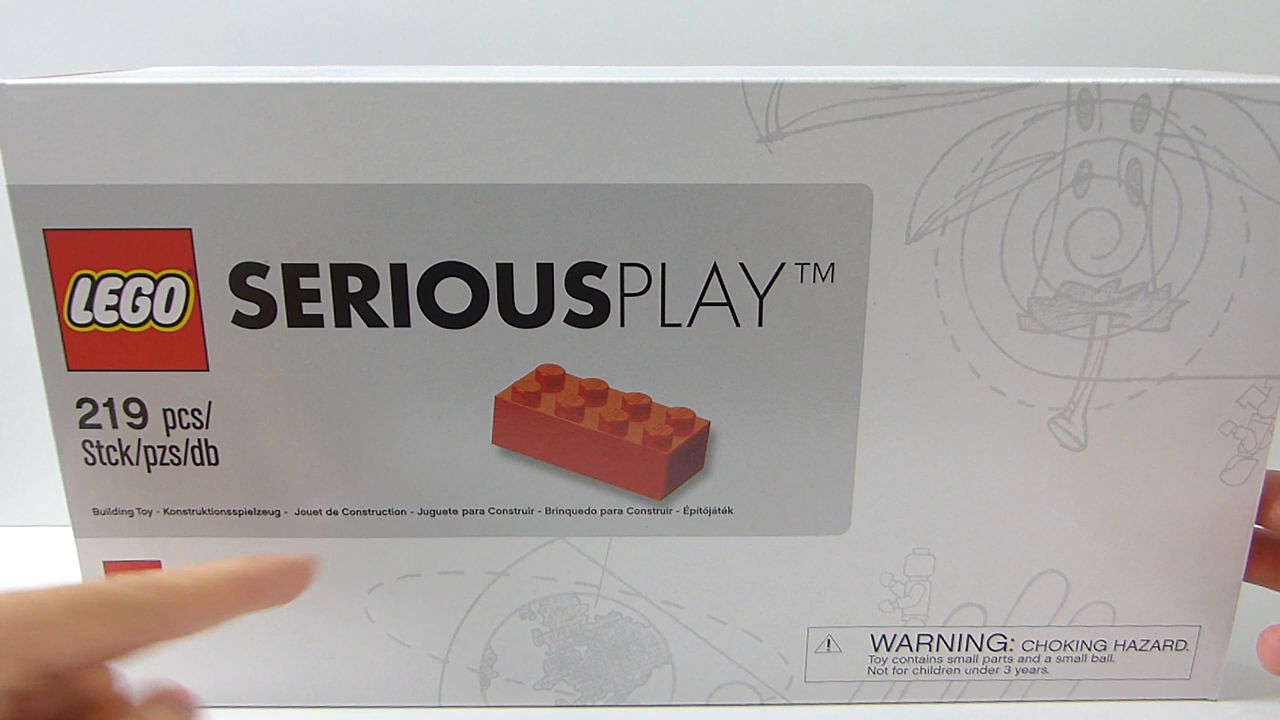 LEGO SERIOUSPLAY™
219 pcs/
Stck/pzs/db
Building Toy - Konstruktionsspielzeug - Jouet de Construction - Juguete para Construir - Brinquedo para Construir - Építőjáték
WARNING: CHOKING HAZARD.
Toy contains small parts and a small ball.
Not for children under 3 years.